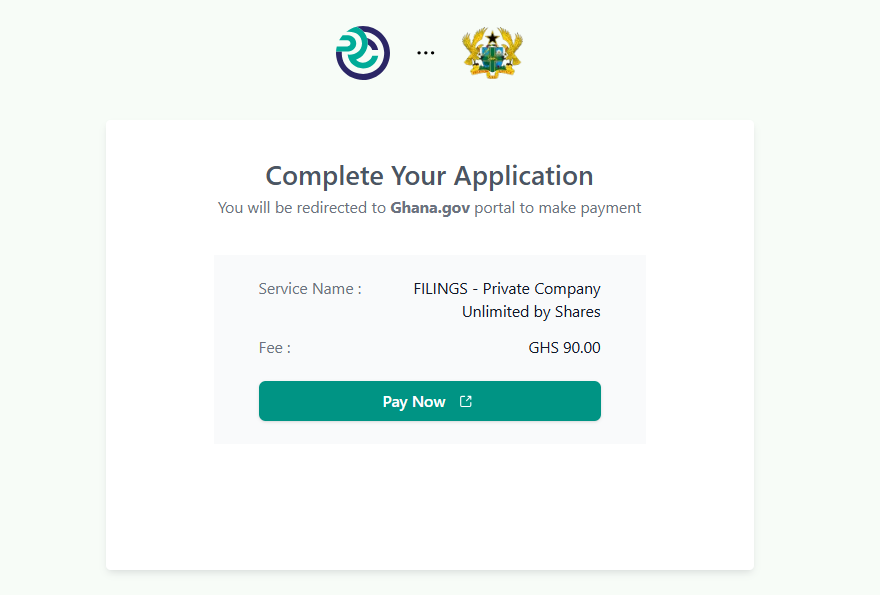 Complete Your Application
You will be redirected to Ghana.gov portal to make payment
Service Name : FILINGS - Private Company
Unlimited by Shares
Fee : GHS 90.00
Pay Now